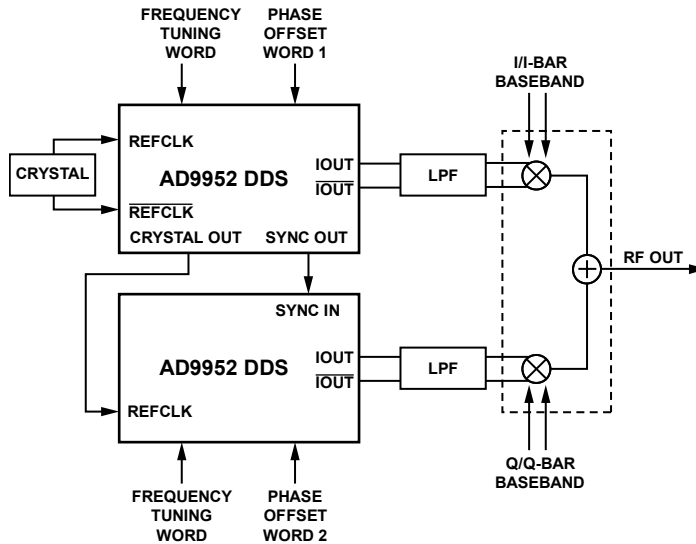 FREQUENCY
TUNING
WORD
PHASE
OFFSET
WORD 1
I/I-BAR
BASEBAND
REFCLK
CRYSTAL
AD9952 DDS
IOUT
IOUT
LPF
REFCLK
CRYSTAL OUT
SYNC OUT
RF OUT
SYNC IN
AD9952 DDS
IOUT
IOUT
LPF
REFCLK
FREQUENCY
TUNING
WORD
PHASE
OFFSET
WORD 2
Q/Q-BAR
BASEBAND